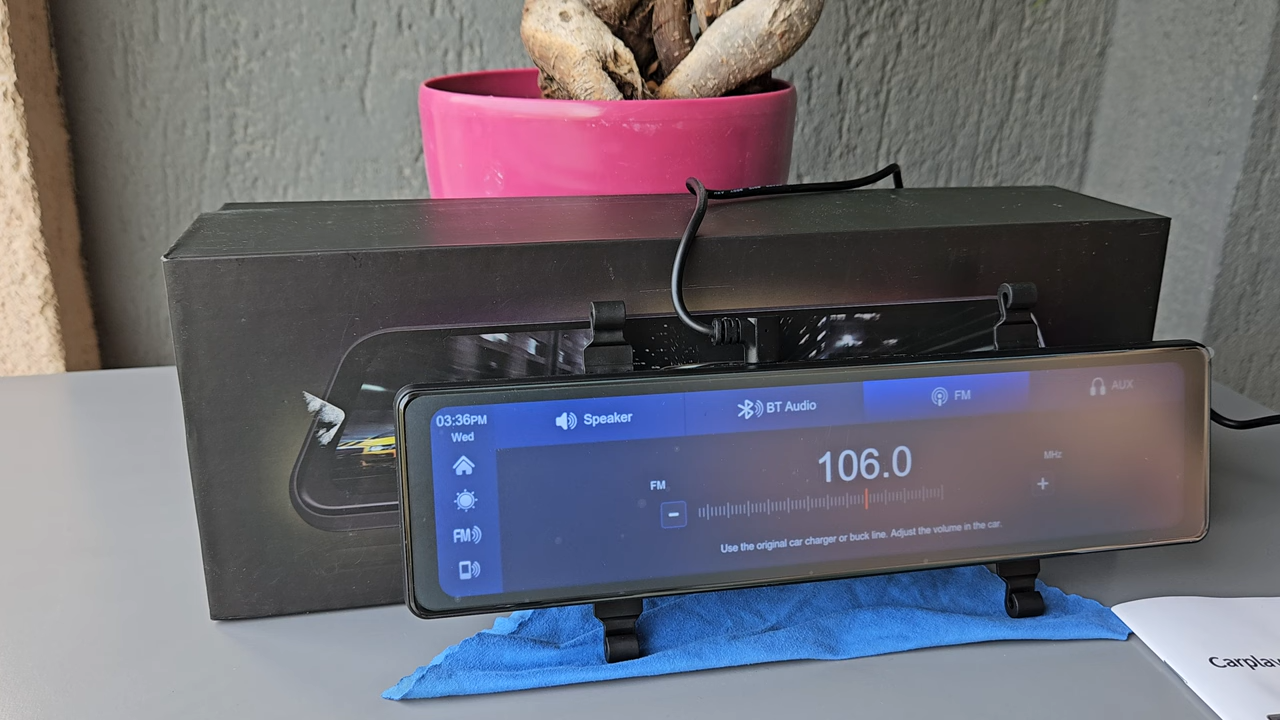 03:36PM
Wed
Speaker
BT Audio
FM
AUX
106.0
MHz
FM
FM
Use the original car charger or buck line. Adjust the volume in the car.